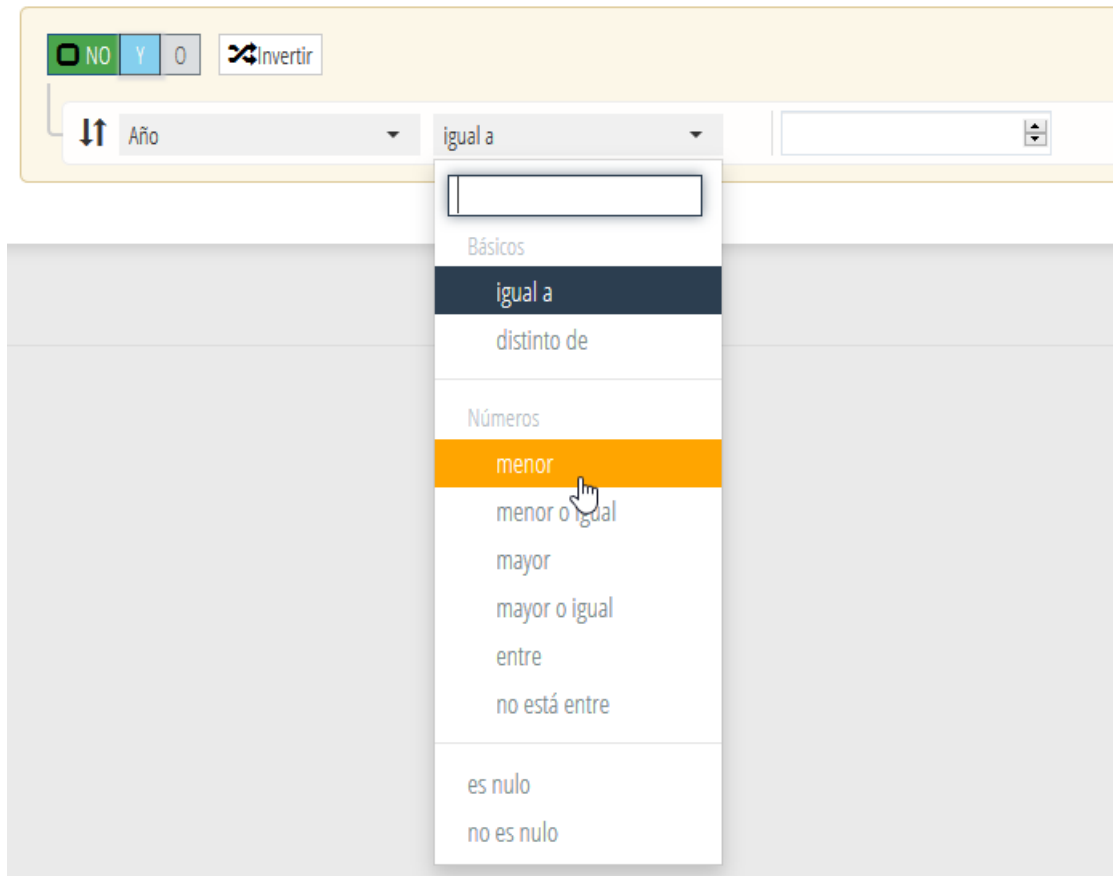 NO Y O Invertir
Año igual a
Básicos
igual a
distinto de
Números
menor
menor o igual
mayor
mayor o igual
entre
no está entre
es nulo
no es nulo